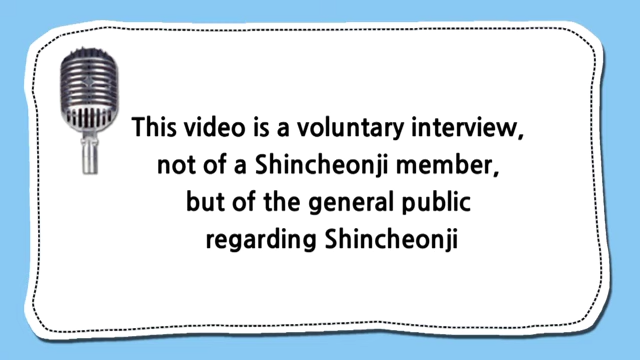 This video is a voluntary interview,
not of a Shincheonji member,
but of the general public
regarding Shincheonji